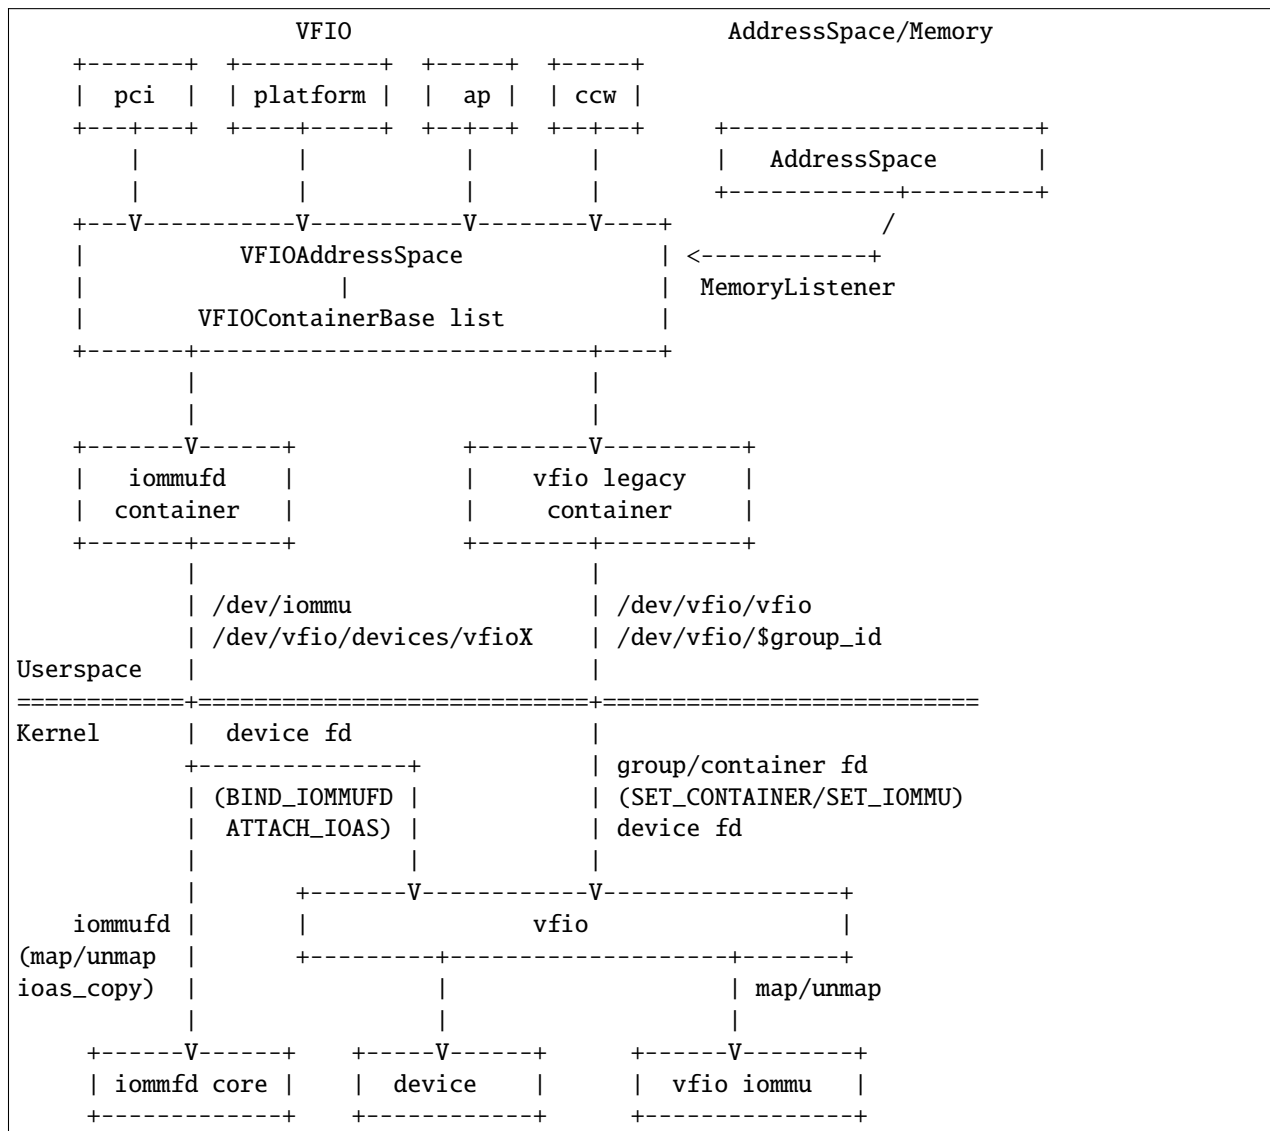 VFIO                           AddressSpace/Memory
        +-------+  +----------+  +-----+  +-----+
        |  pci  |  | platform |  |  ap |  | ccw |
        +---+---+  +----+-----+  +--+--+  +--+--+     +----------------------+
            |           |           |        |        |   AddressSpace       |
            |           |           |        |        +------------+---------+
        +---V-----------V-----------V--------V----+               /
        |           VFIOAddressSpace              | <------------+
        |                  |                      |  MemoryListener
        |        VFIOContainerBase list           |
        +-------+----------------------------+----+
                |                            |
                |                            |
        +-------V------+            +--------V----------+
        |   iommufd    |            |    vfio legacy    |
        |  container   |            |     container     |
        +-------+------+            +--------+----------+
                |                            |
                | /dev/iommu                 | /dev/vfio/vfio
                | /dev/vfio/devices/vfioX    | /dev/vfio/$group_id
    Userspace   |                            |
    ============+============================+===========================
    Kernel      |  device fd                 |
                +---------------+            | group/container fd
                | (BIND_IOMMUFD |            | (SET_CONTAINER/SET_IOMMU)
                |  ATTACH_IOAS) |            | device fd
                |               |            |
                |       +-------V------------V-----------------+
        iommufd |       |                vfio                  |
    (map/unmap  |       +---------+--------------------+-------+
    ioas_copy)  |                 |                    | map/unmap
                |                 |                    |
         +------V------+    +-----V------+      +------V--------+
         | iommfd core |    |  device    |      |  vfio iommu   |
         +-------------+    +------------+      +---------------+